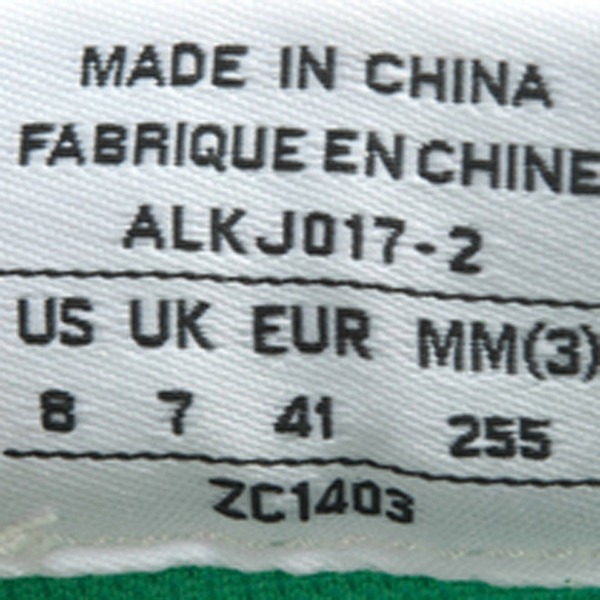 MADE IN CHINA
FABRIQUE EN CHINE
ALKJ017-2
US UK EUR MM(3)
8 7 41 255
ZC1403